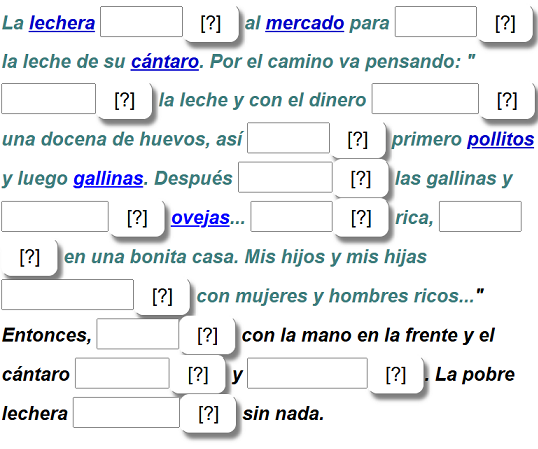 La lechera [?] al mercado para [?]
la leche de su cántaro. Por el camino va pensando: "
[?] la leche y con el dinero [?]
una docena de huevos, así [?] primero pollitos
y luego gallinas. Después [?] las gallinas y
[?] ovejas... [?] rica,
[?] en una bonita casa. Mis hijos y mis hijas
[?] con mujeres y hombres ricos..."
Entonces, [?] con la mano en la frente y el
cántaro [?] y [?] . La pobre
lechera [?] sin nada.